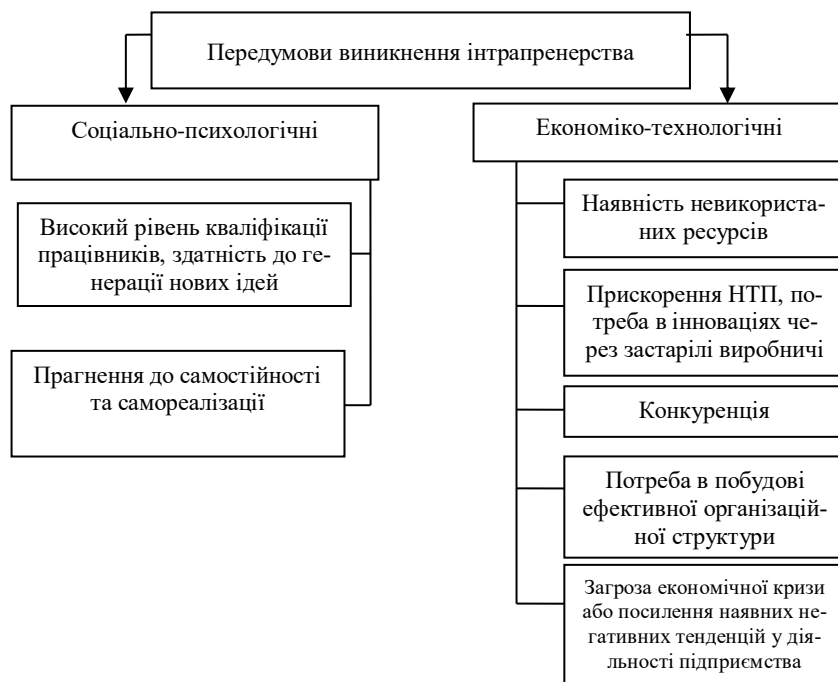 Передумови виникнення інтрапренерства
Соціально-психологічні
Високий рівень кваліфікації
працівників, здатність до ге-
нерації нових ідей
Прагнення до самостійності
та самореалізації
Економіко-технологічні
Наявність невикориста-
них ресурсів
Прискорення НТП, по-
треба в інноваціях че-
рез застарілі виробничі
Конкуренція
Потреба в побудові
ефективної організацій-
ної структури
Загроза економічної кризи
або посилення наявних не-
гативних тенденцій у дія-
льності підприємства